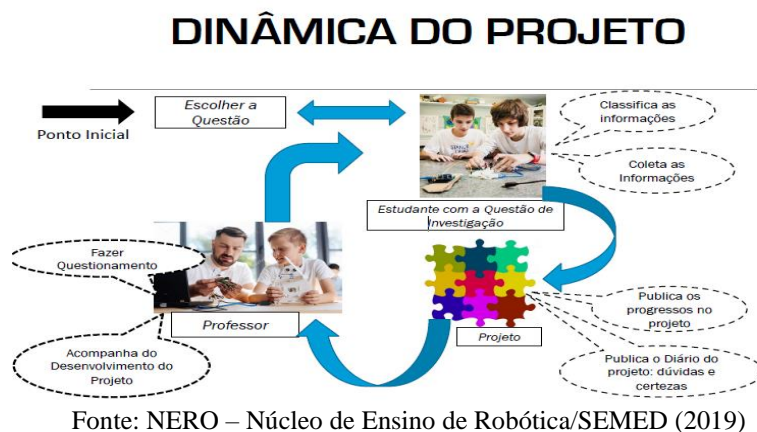 DINÂMICA DO PROJETO
Ponto Inicial
Escolher a
Questão
Classifica as
informações
Coleta as
Informações
Estudante com a Questão de
Investigação
Fazer
Questionamento
Professor
Acompanha do
Desenvolvimento do
Projeto
Projeto
Publica os
progressos no
projeto
Publica o Diário do
projeto: dúvidas e
certezas
Fonte: NERO – Núcleo de Ensino de Robótica/SEMED (2019)